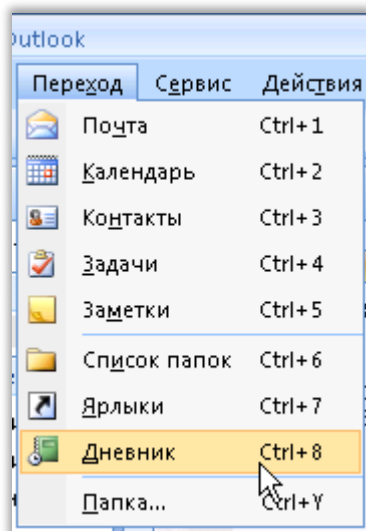 Outlook
Переход Сервис Действия
Почта Ctrl+1
Календарь Ctrl+2
Контакты Ctrl+3
Задачи Ctrl+4
Заметки Ctrl+5
Список папок Ctrl+6
Ярлыки Ctrl+7
Дневник Ctrl+8
Папка... Ctrl+Y